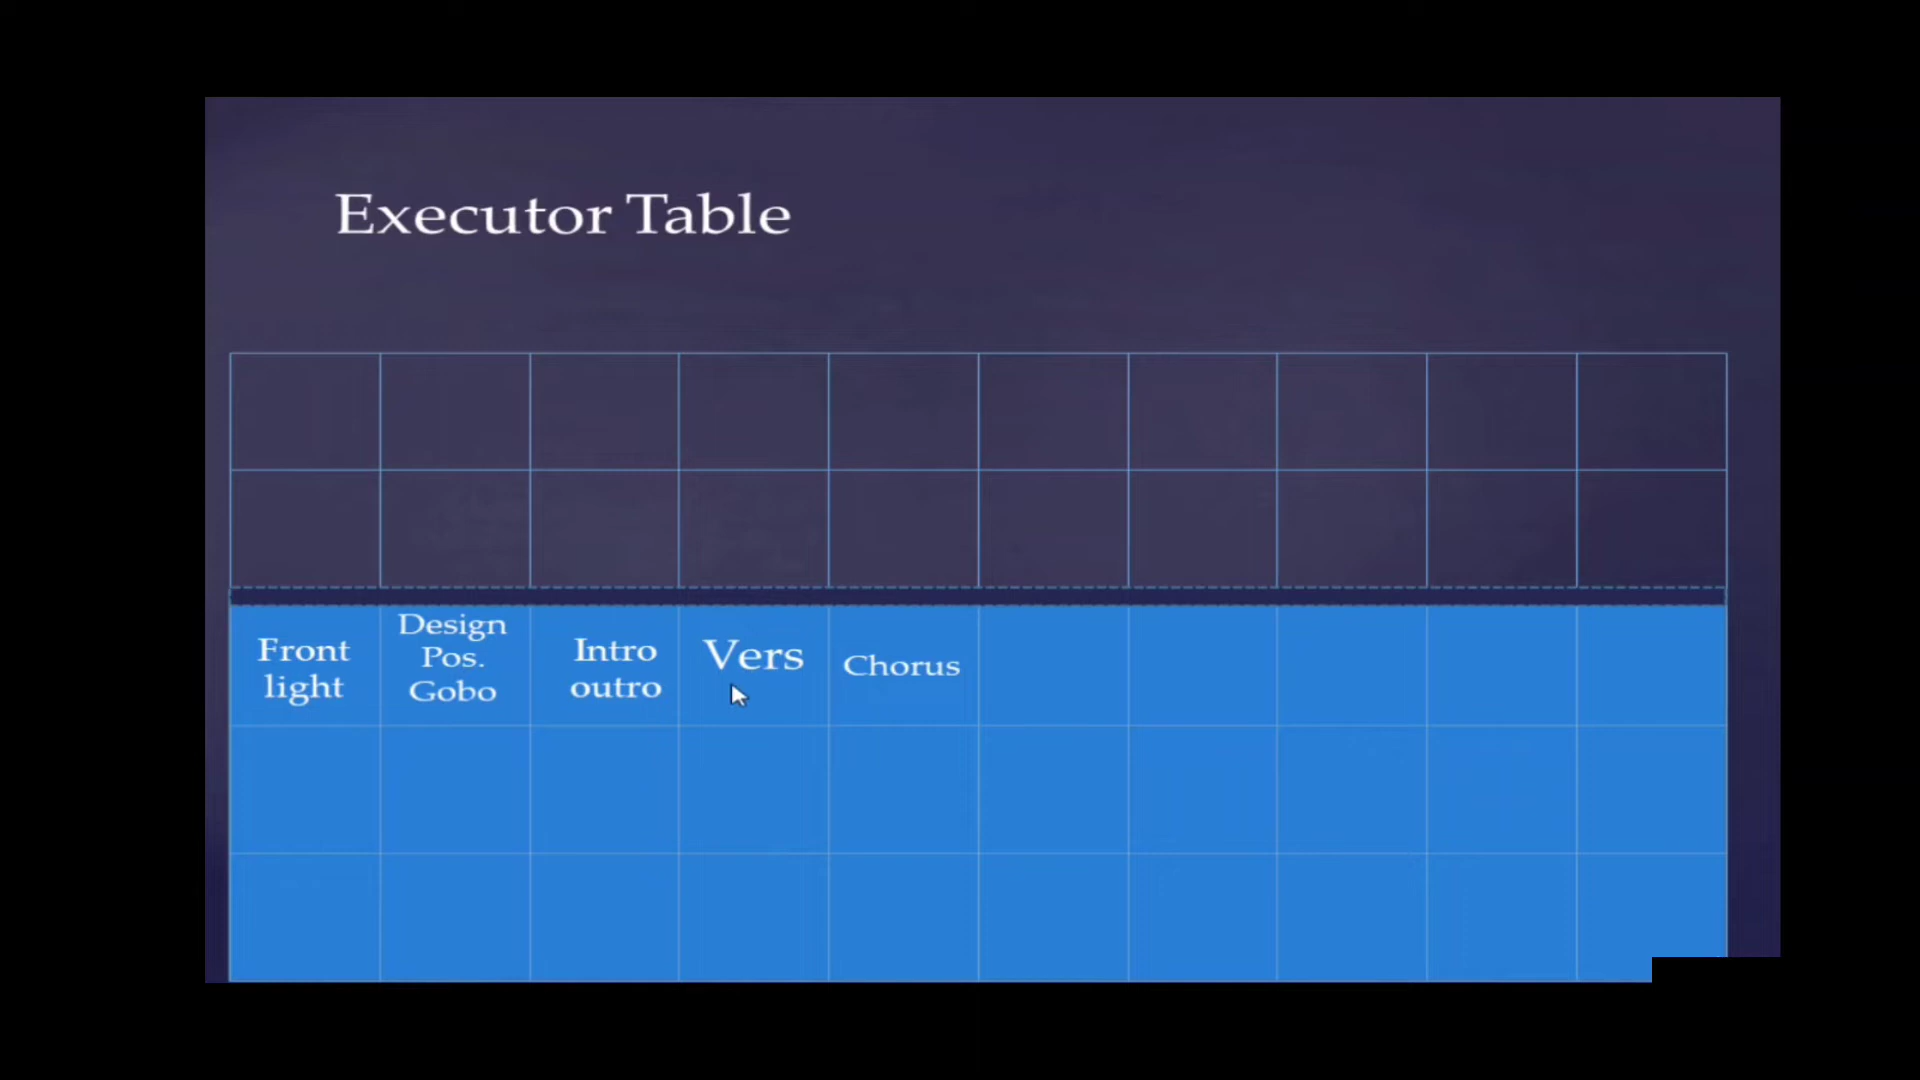 Executor Table
Front
light
Design
Pos.
Gobo
Intro
outro
Vers
Chorus